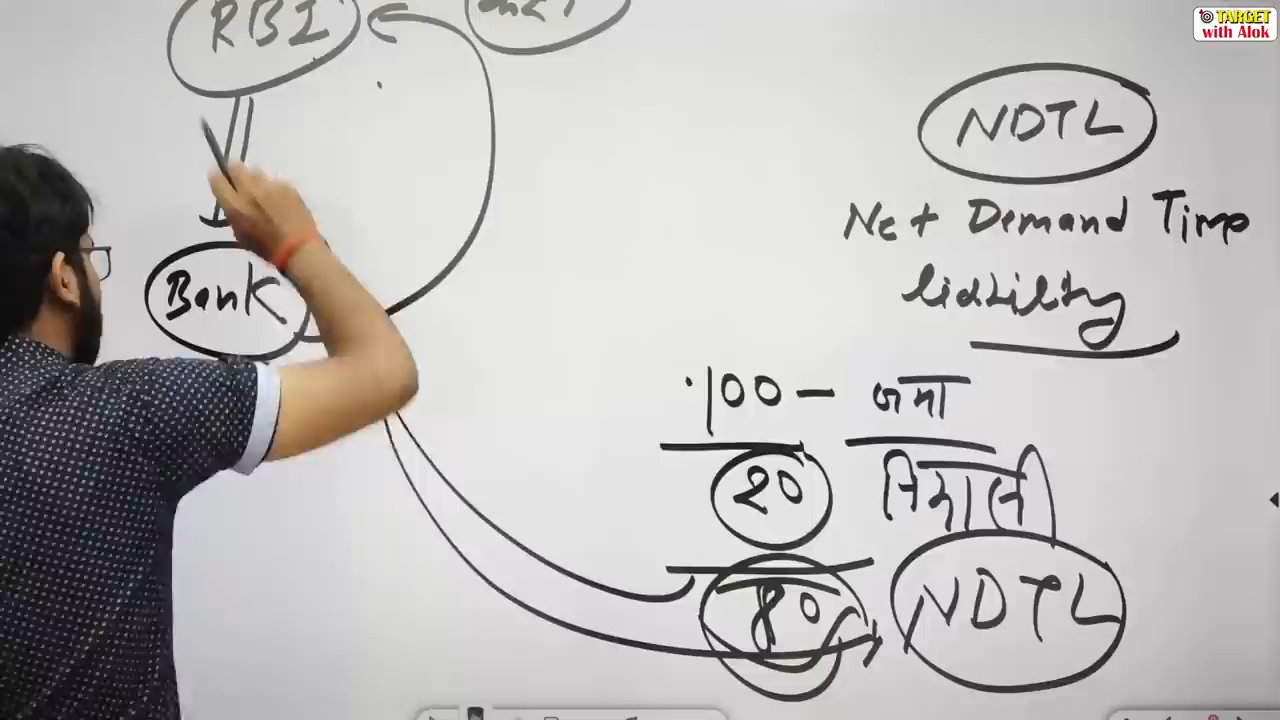 RBI
TARGET
with Alok
NDTL
Net Demand Time
liability
Bank
100 - जमा
20 निकाली
80 NDTL